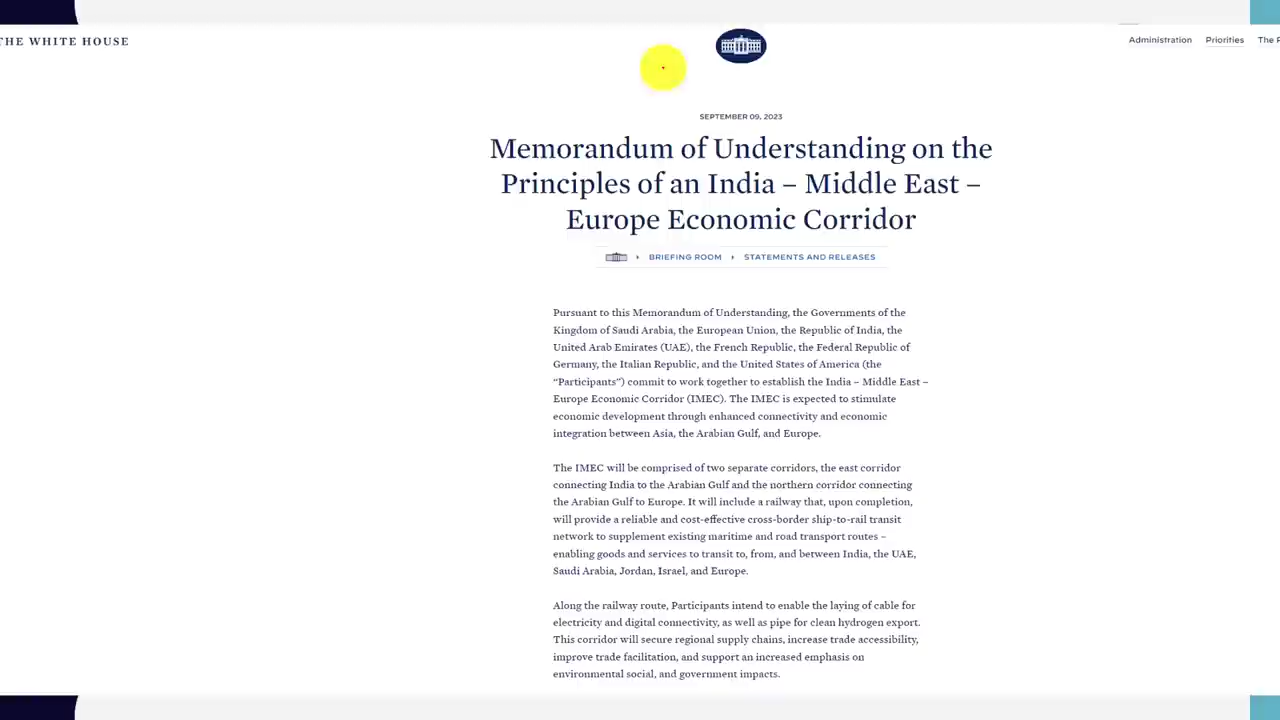 THE WHITE HOUSE
Administration Priorities The
SEPTEMBER 09, 2023
Memorandum of Understanding on the
Principles of an India – Middle East –
Europe Economic Corridor
BRIEFING ROOM
STATEMENTS AND RELEASES
Pursuant to this Memorandum of Understanding, the Governments of the
Kingdom of Saudi Arabia, the European Union, the Republic of India, the
United Arab Emirates (UAE), the French Republic, the Federal Republic of
Germany, the Italian Republic, and the United States of America (the
“Participants”) commit to work together to establish the India – Middle East –
Europe Economic Corridor (IMEC). The IMEC is expected to stimulate
economic development through enhanced connectivity and economic
integration between Asia, the Arabian Gulf, and Europe.
The IMEC will be comprised of two separate corridors, the east corridor
connecting India to the Arabian Gulf and the northern corridor connecting
the Arabian Gulf to Europe. It will include a railway that, upon completion,
will provide a reliable and cost-effective cross-border ship-to-rail transit
network to supplement existing maritime and road transport routes –
enabling goods and services to transit to, from, and between India, the UAE,
Saudi Arabia, Jordan, Israel, and Europe.
Along the railway route, Participants intend to enable the laying of cable for
electricity and digital connectivity, as well as pipe for clean hydrogen export.
This corridor will secure regional supply chains, increase trade accessibility,
improve trade facilitation, and support an increased emphasis on
environmental social, and government impacts.